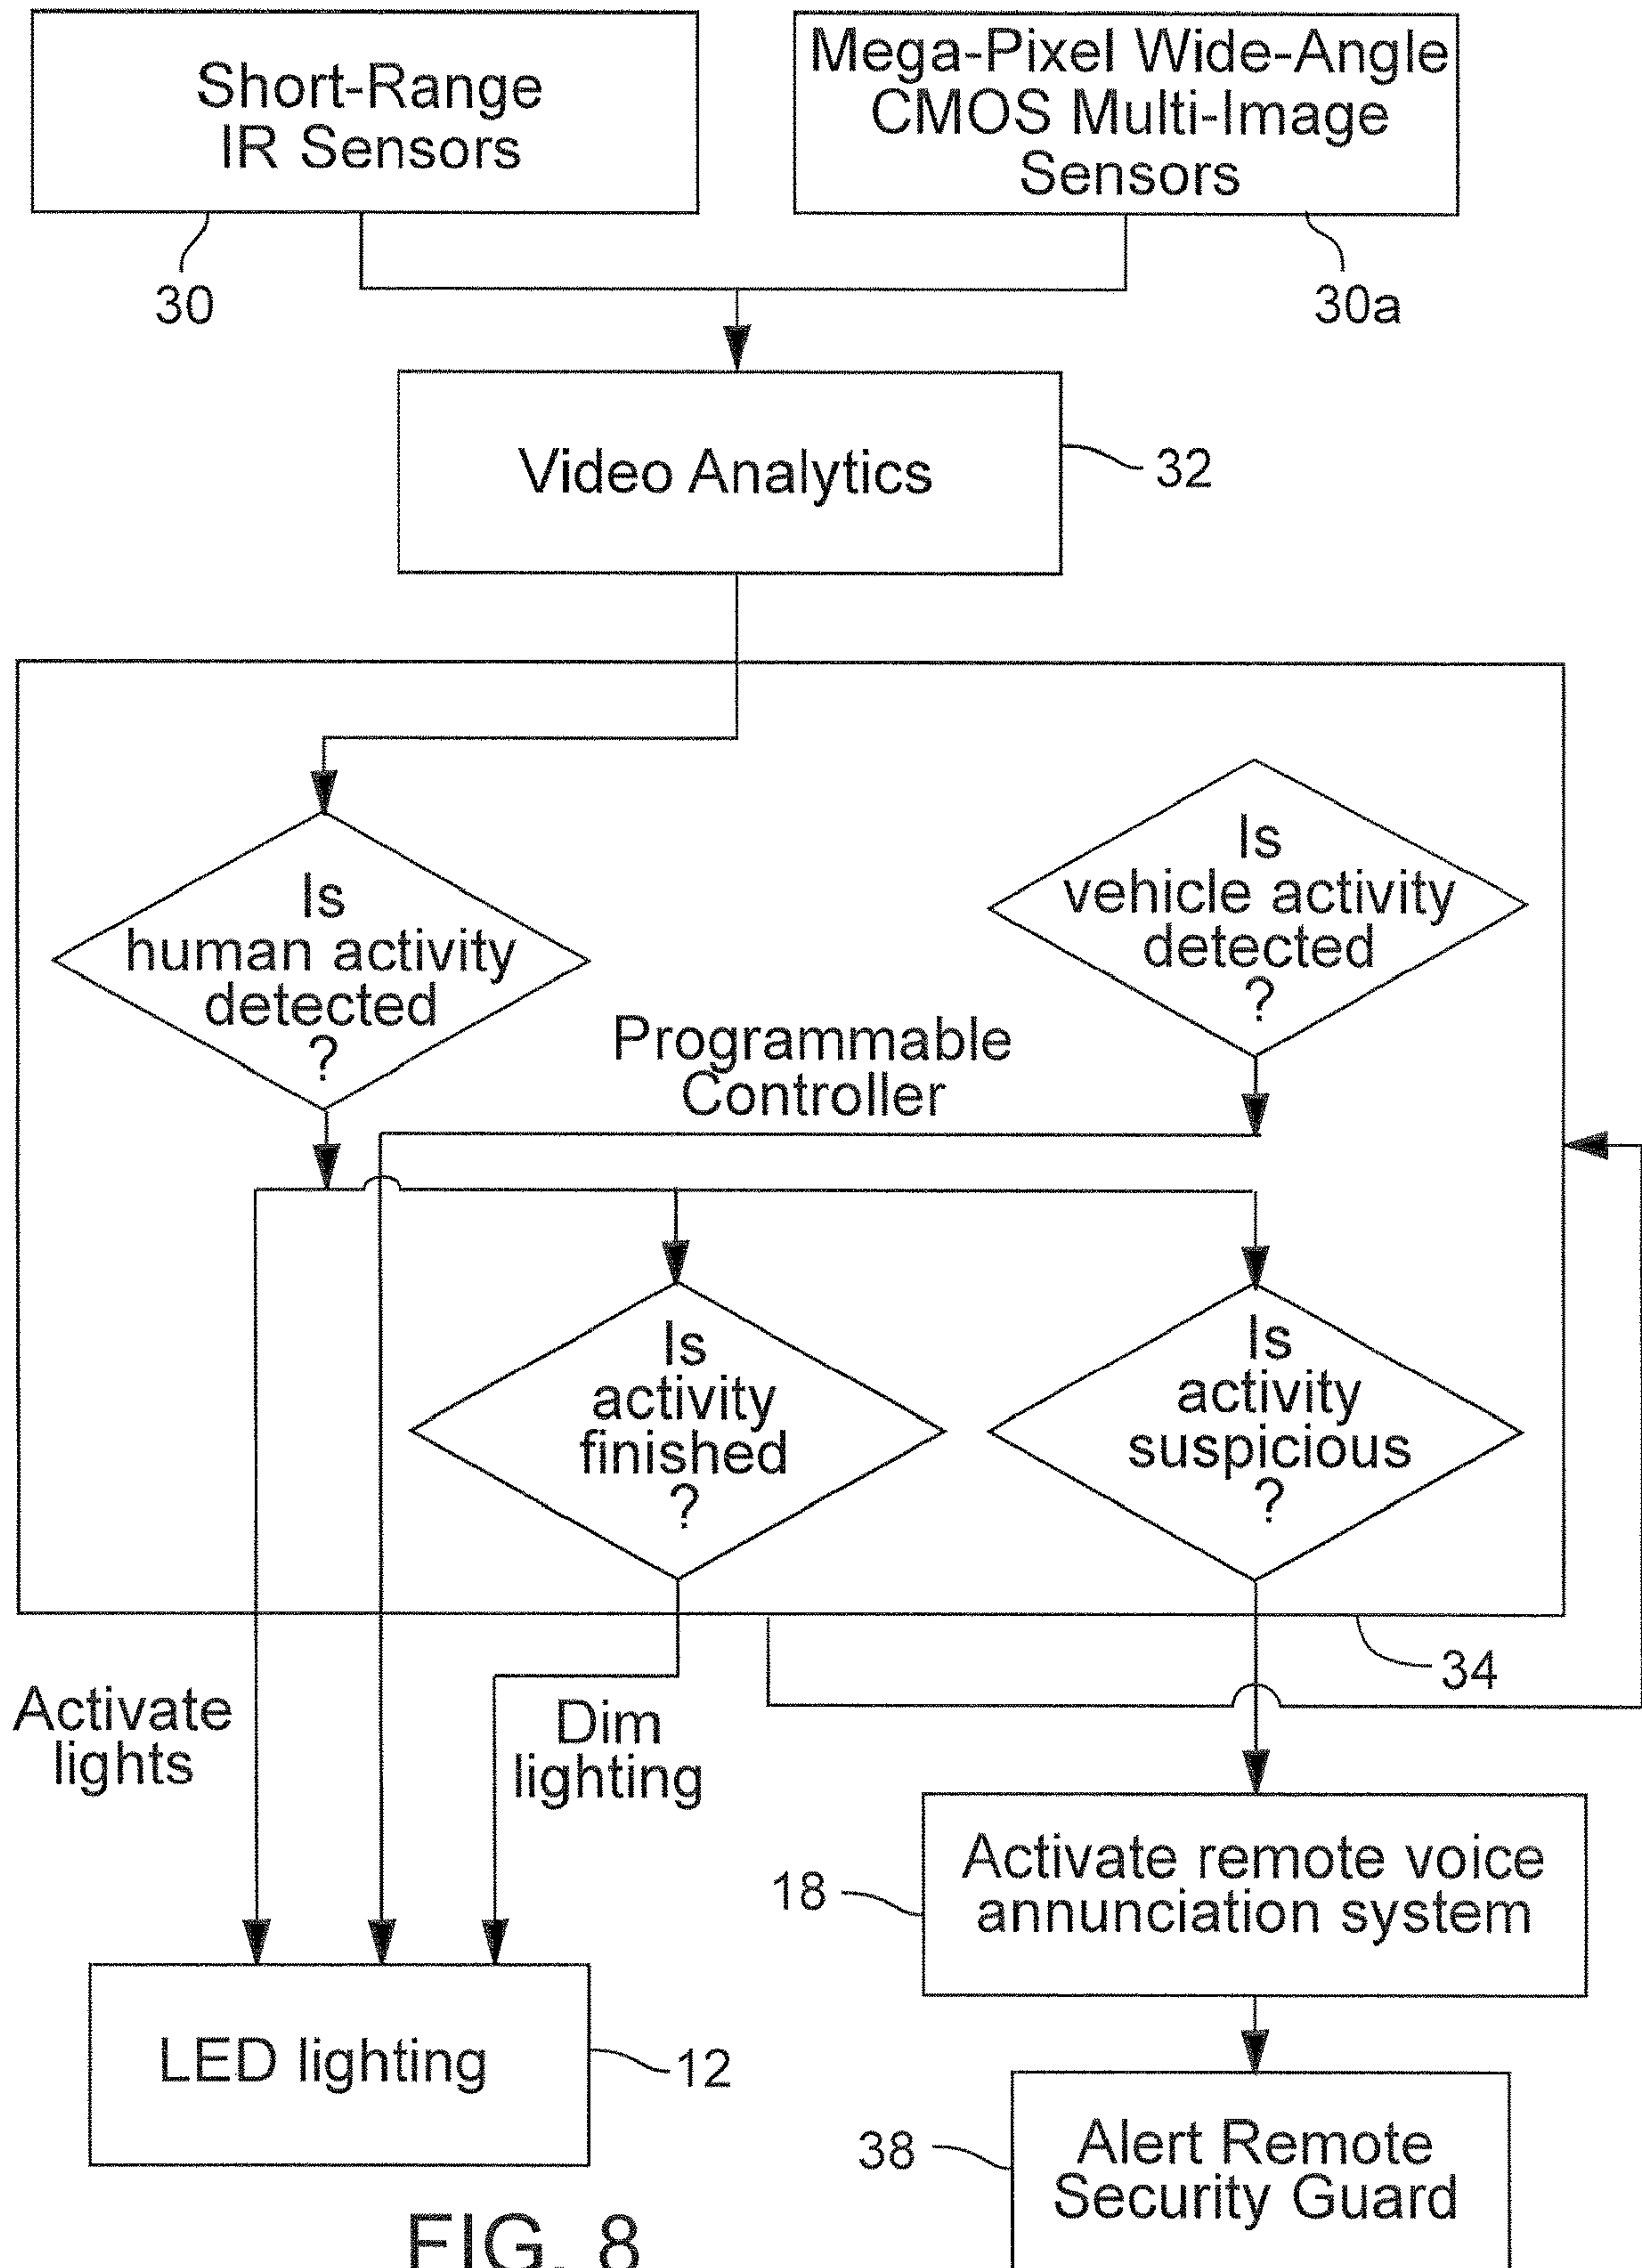 Short-Range
IR Sensors
Mega-Pixel Wide-Angle
CMOS Multi-Image
Sensors
30
30a
Video Analytics
32
Is
human activity
detected
?
Is
vehicle activity
detected
?
Programmable
Controller
Is
activity
finished
?
Is
activity
suspicious
?
34
Activate
lights
Dim
lighting
18
Activate remote voice
annunciation system
LED lighting
12
38
Alert Remote
Security Guard
FIG. 8